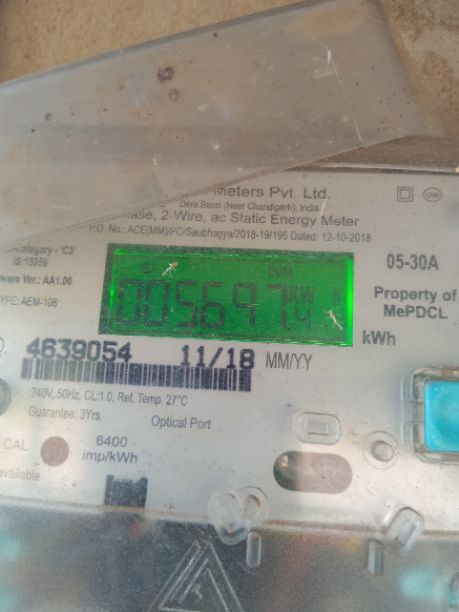 Meters Pvt. Ltd.
Dera Bassi (Near Chandigarh), India
hase, 2-Wire, ac Static Energy Meter
P.O. No.: ACE(MM)/PO/Saubhagya/2018-19/195 Dated: 12-10-2018
Category - 'C3'
IS:15959
ware Ver.: AA1.00
YPE: AEM-106
CUM
KW
05-30A
Property of
MePDCL
kWh
4639054 11/18 MM/YY
240V, 50Hz, CL:1.0, Ref. Temp. 27°C
Guarantee: 3Yrs.
Optical Port
CAL
6400
imp/kWh
available